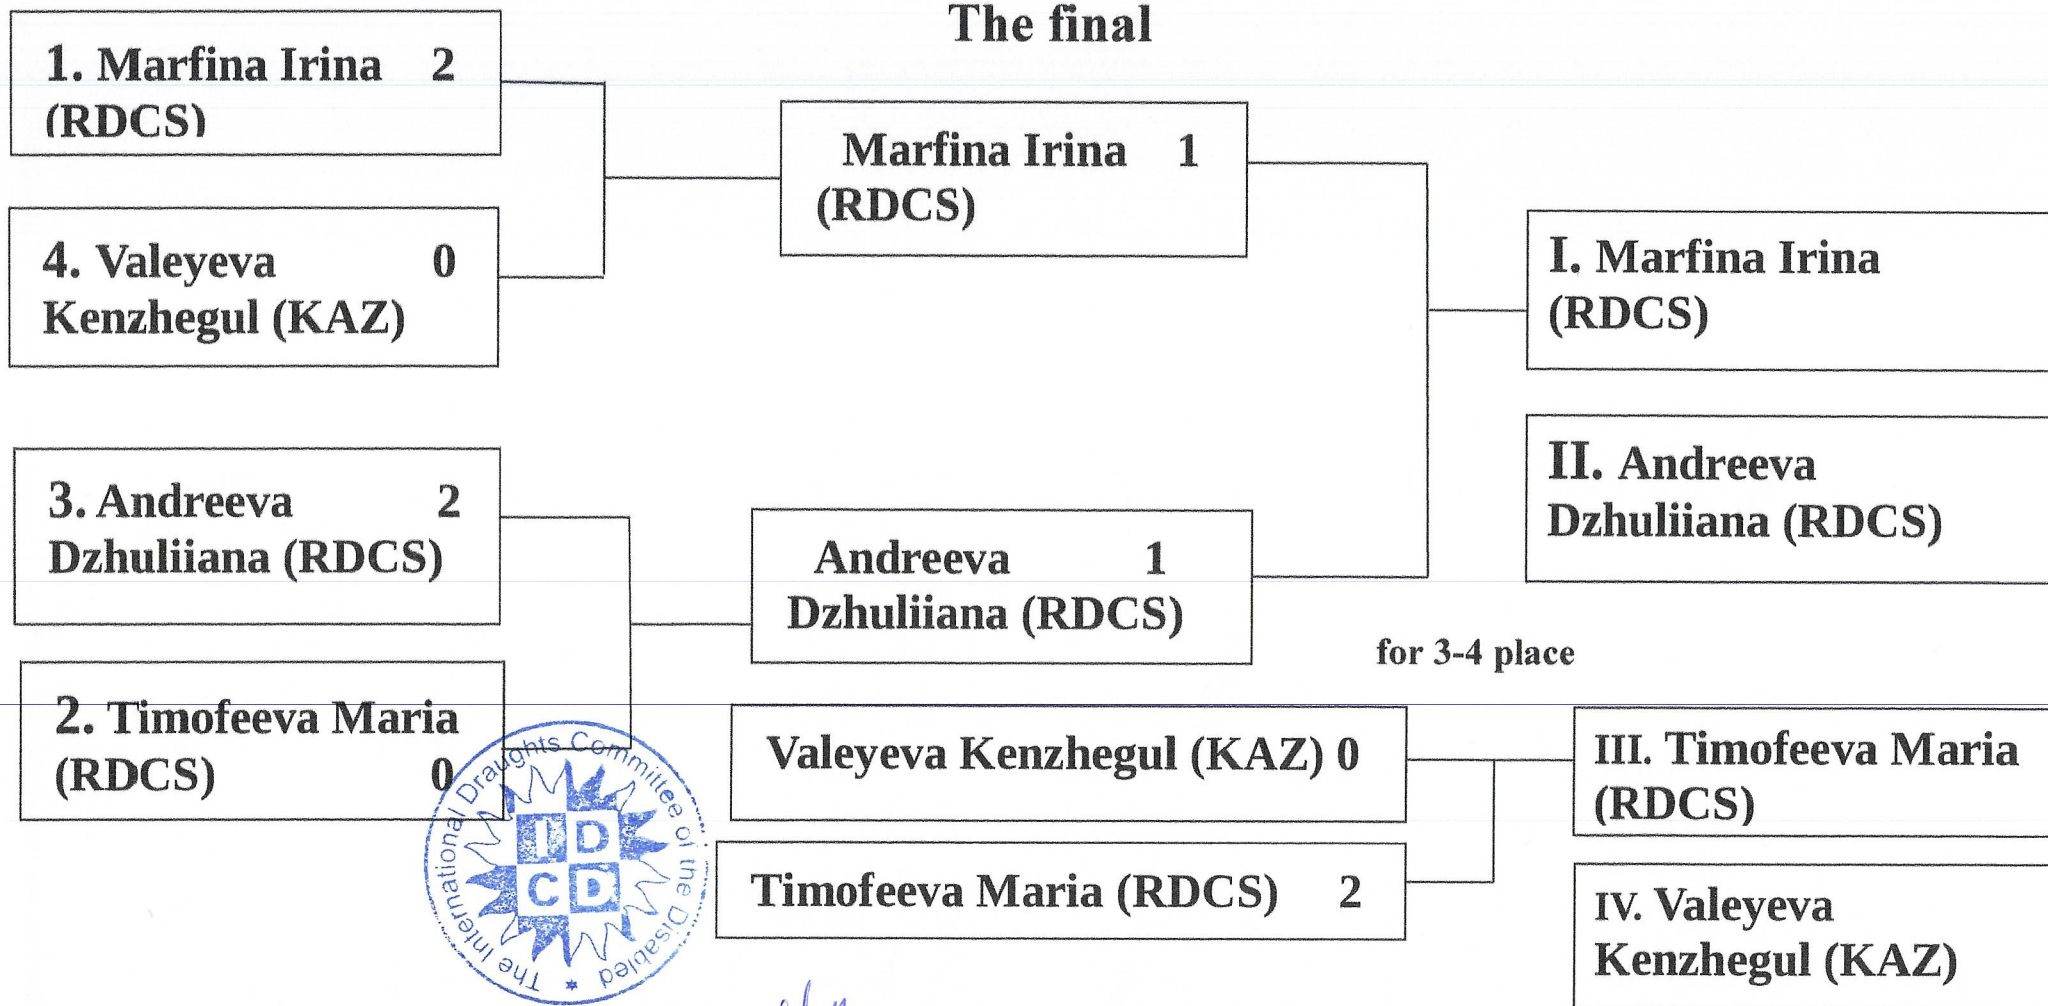 The final
1. Marfina Irina 2
(RDCS)
4. Valeyeva 0
Kenzhegul (KAZ)
3. Andreeva 2
Dzhuliiana (RDCS)
2. Timofeeva Maria
(RDCS) 0
Marfina Irina 1
(RDCS)
Andreeva 1
Dzhuliiana (RDCS)
I. Marfina Irina
(RDCS)
II. Andreeva
Dzhuliiana (RDCS)
for 3-4 place
Valeyeva Kenzhegul (KAZ) 0
Timofeeva Maria (RDCS) 2
III. Timofeeva Maria
(RDCS)
IV. Valeyeva
Kenzhegul (KAZ)
The International Draughts Committee of the Disabled
I D
C D